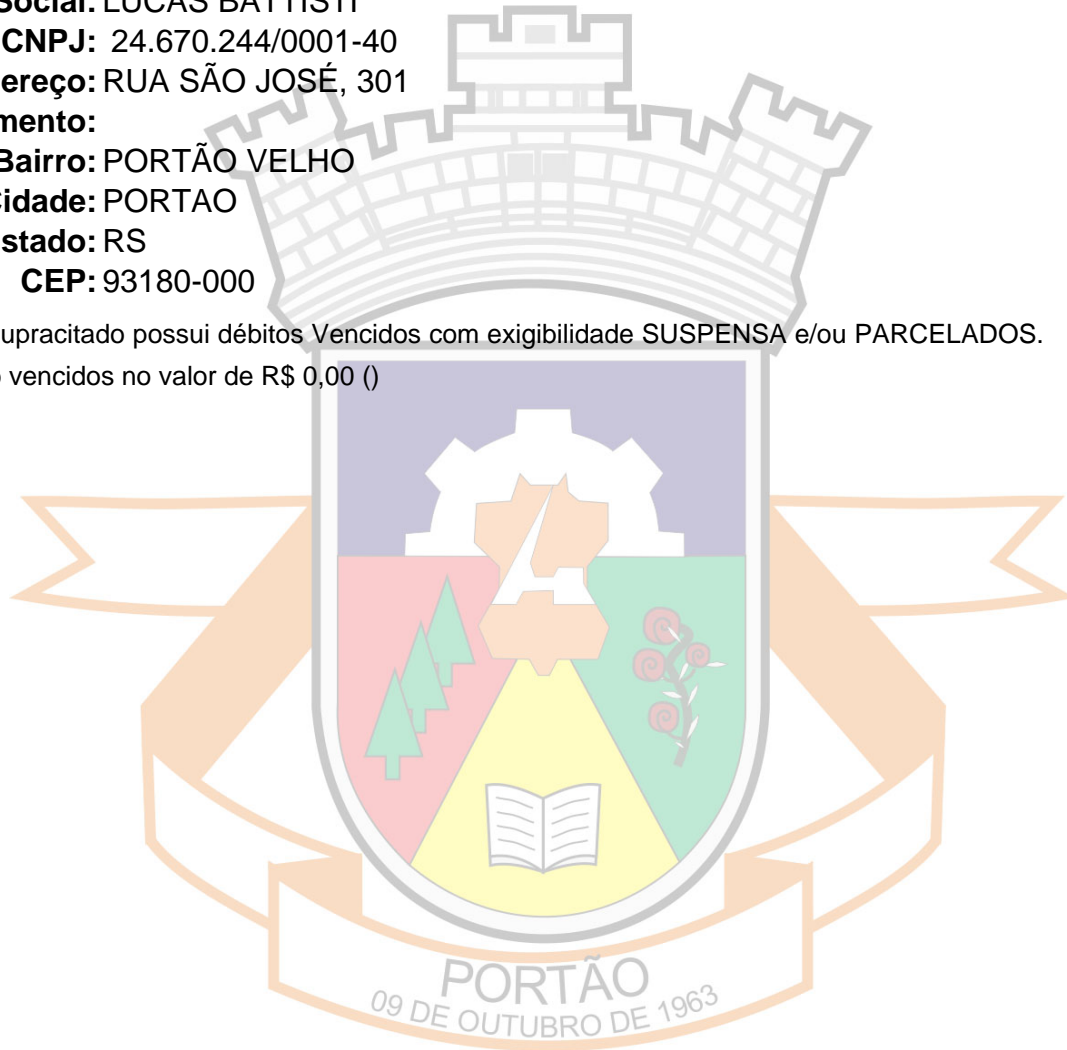 Social: LUCAS BATTISTI
CNPJ: 24.670.244/0001-40
ereço: RUA SÃO JOSÉ, 301
mento:
Bairro: PORTÃO VELHO
Cidade: PORTAO
stado: RS
CEP: 93180-000
upracitado possui débitos Vencidos com exigibilidade SUSPENSA e/ou PARCELADOS.
o vencidos no valor de R$ 0,00 ()
PORTÃO
09 DE OUTUBRO DE 1963